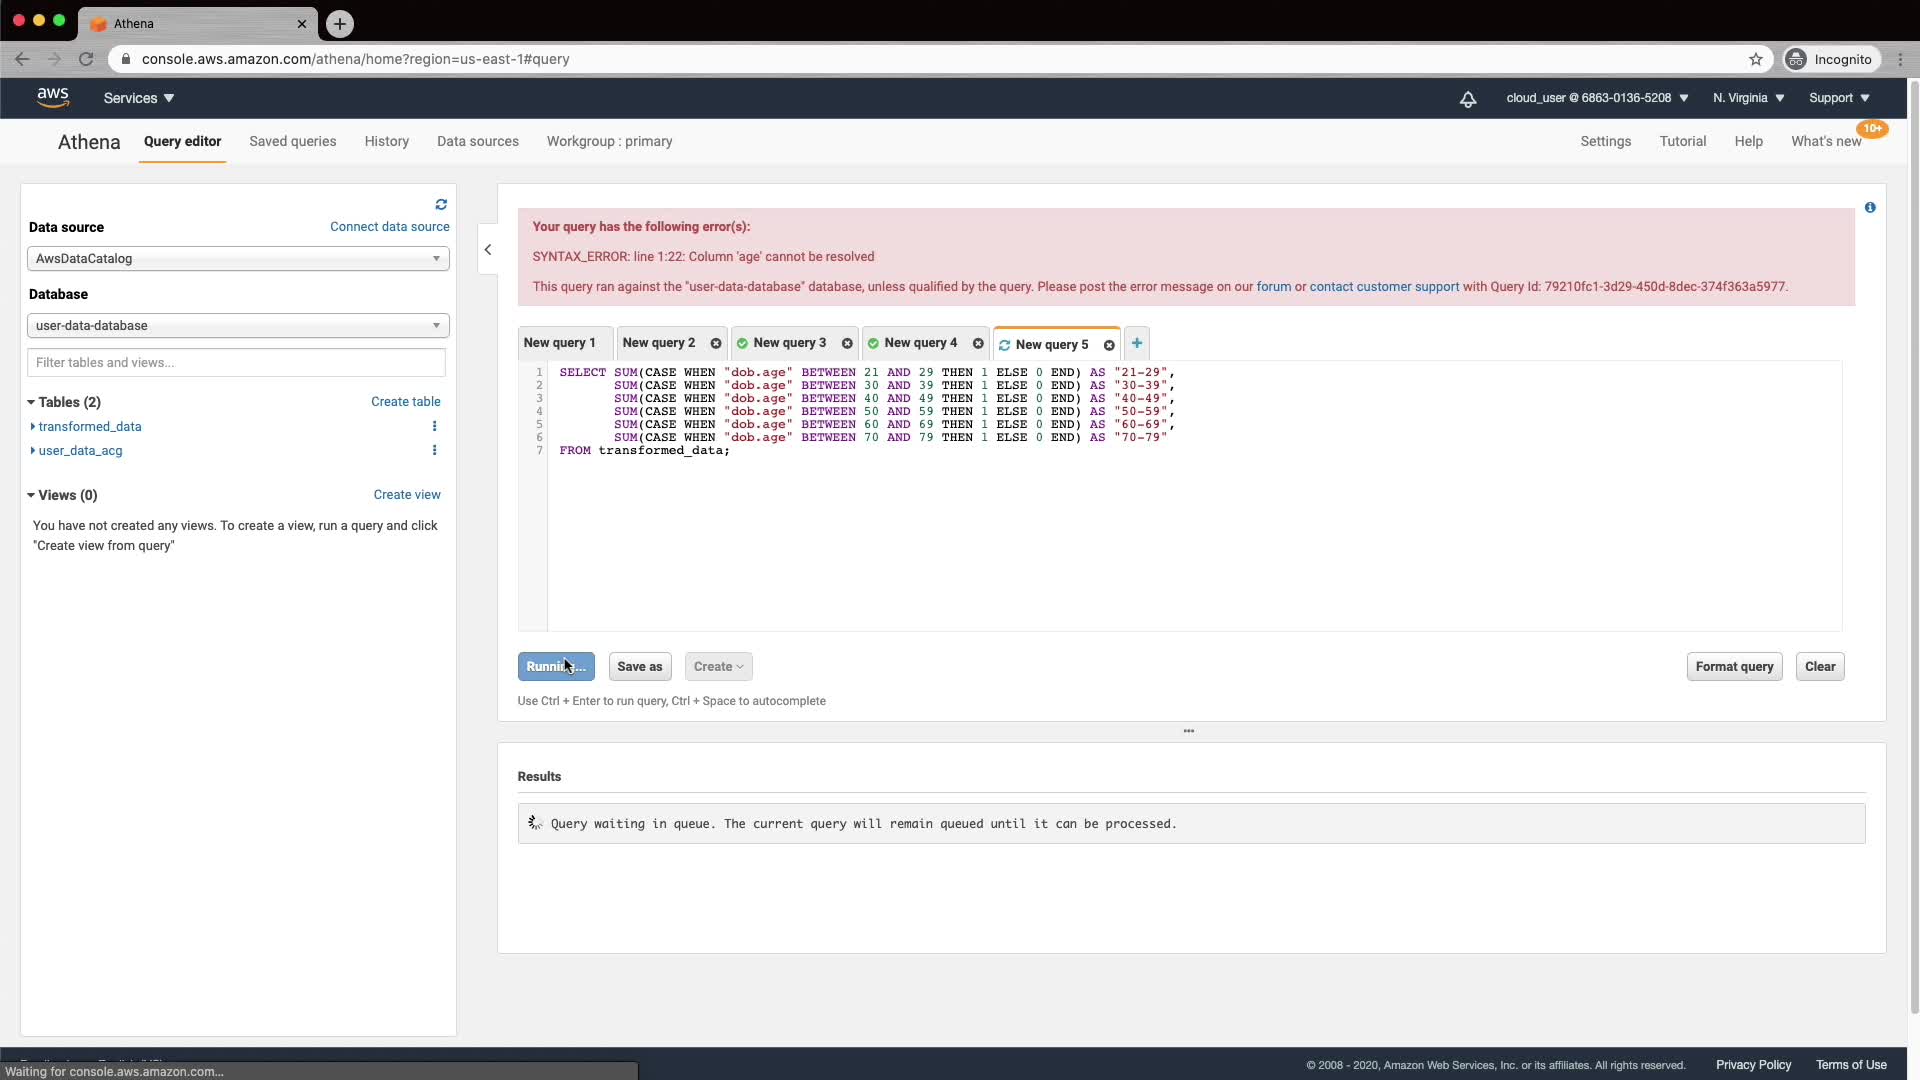 Athena
console.aws.amazon.com/athena/home?region=us-east-1#query
Incognito
aws
Services
cloud_user @ 6863-0136-5208
N. Virginia
Support
Athena
Query editor
Saved queries
History
Data sources
Workgroup : primary
Settings
Tutorial
Help
What's new
10+
Data source
Connect data source
AwsDataCatalog
Database
user-data-database
Filter tables and views...
Tables (2)
Create table
transformed_data
user_data_acg
Views (0)
Create view
You have not created any views. To create a view, run a query and click
"Create view from query"
Your query has the following error(s):
SYNTAX_ERROR: line 1:22: Column 'age' cannot be resolved
This query ran against the "user-data-database" database, unless qualified by the query. Please post the error message on our forum or contact customer support with Query Id: 79210fc1-3d29-450d-8dec-374f363a5977.
New query 1
New query 2
New query 3
New query 4
New query 5
1 SELECT SUM(CASE WHEN "dob.age" BETWEEN 21 AND 29 THEN 1 ELSE 0 END) AS "21-29",
2 SUM(CASE WHEN "dob.age" BETWEEN 30 AND 39 THEN 1 ELSE 0 END) AS "30-39",
3 SUM(CASE WHEN "dob.age" BETWEEN 40 AND 49 THEN 1 ELSE 0 END) AS "40-49",
4 SUM(CASE WHEN "dob.age" BETWEEN 50 AND 59 THEN 1 ELSE 0 END) AS "50-59",
5 SUM(CASE WHEN "dob.age" BETWEEN 60 AND 69 THEN 1 ELSE 0 END) AS "60-69",
6 SUM(CASE WHEN "dob.age" BETWEEN 70 AND 79 THEN 1 ELSE 0 END) AS "70-79"
7 FROM transformed_data;
Running...
Save as
Create
Format query
Clear
Use Ctrl + Enter to run query, Ctrl + Space to autocomplete
Results
Query waiting in queue. The current query will remain queued until it can be processed.
© 2008 - 2020, Amazon Web Services, Inc. or its affiliates. All rights reserved.
Privacy Policy
Terms of Use
Waiting for console.aws.amazon.com...